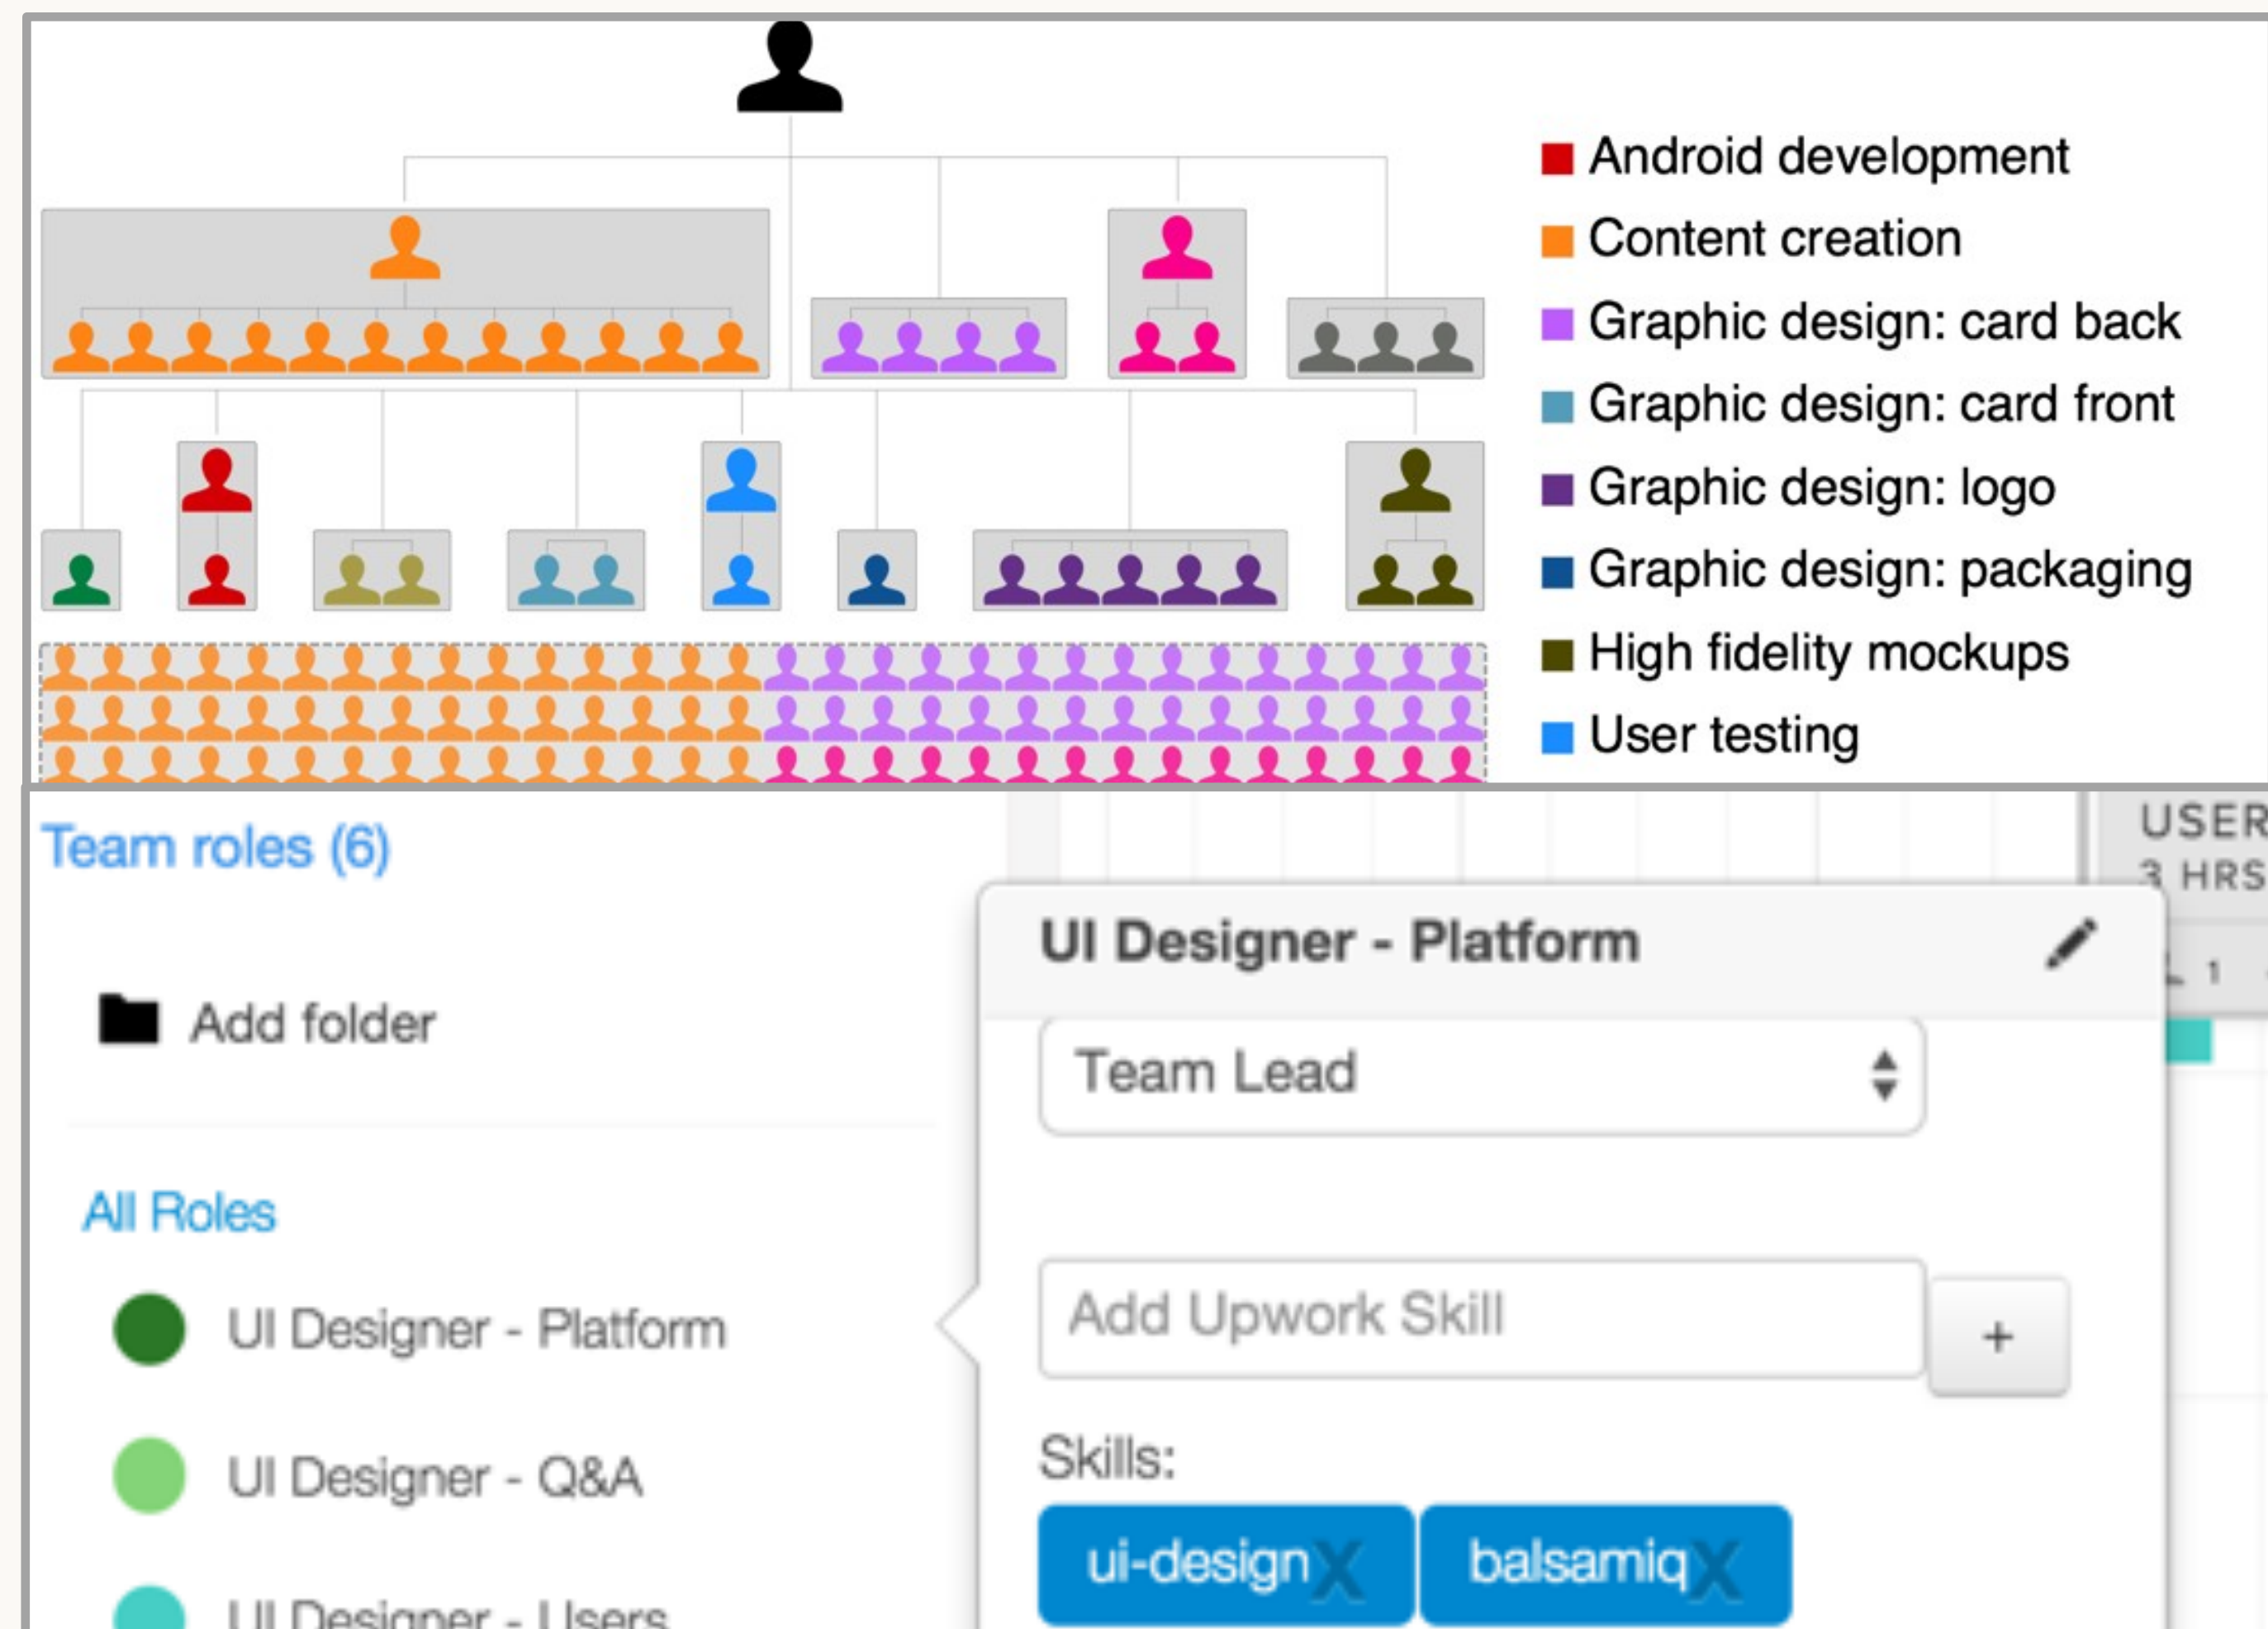 Android development
Content creation
Graphic design: card back
Graphic design: card front
Graphic design: logo
Graphic design: packaging
High fidelity mockups
User testing
Team roles (6)
Add folder
All Roles
UI Designer - Platform
UI Designer - Q&A
UI Designer - Users
USER
3 HRS
1
UI Designer - Platform
Team Lead
Add Upwork Skill
+
Skills:
ui-design X
balsamiq X